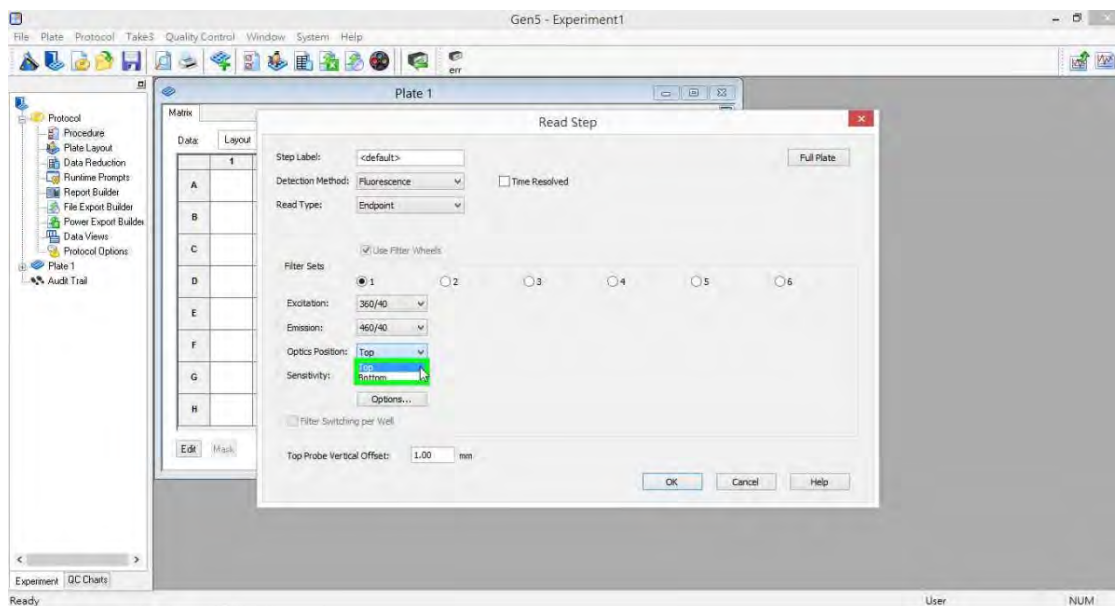 Gen5 - Experiment1
File Plate Protocol Take3 Quality Control Window System Help
err
Plate 1
Protocol
Procedure
Plate Layout
Data Reduction
Runtime Prompts
Report Builder
File Export Builder
Power Export Builder
Data Views
Protocol Options
Plate 1
Audit Trail
Matrix
Data: Layout
1
A
B
C
D
E
F
G
H
Edit Mask
Read Step
Step Label: <default> Full Plate
Detection Method: Fluorescence Time Resolved
Read Type: Endpoint
Use Filter Wheels
Filter Sets
1 2 3 4 5 6
Excitation: 360/40
Emission: 460/40
Optics Position: Top
Top
Sensitivity: Bottom
Options...
Filter Switching per Well
Top Probe Vertical Offset: 1.00 mm
OK Cancel Help
Experiment QC Charts
Ready User NUM